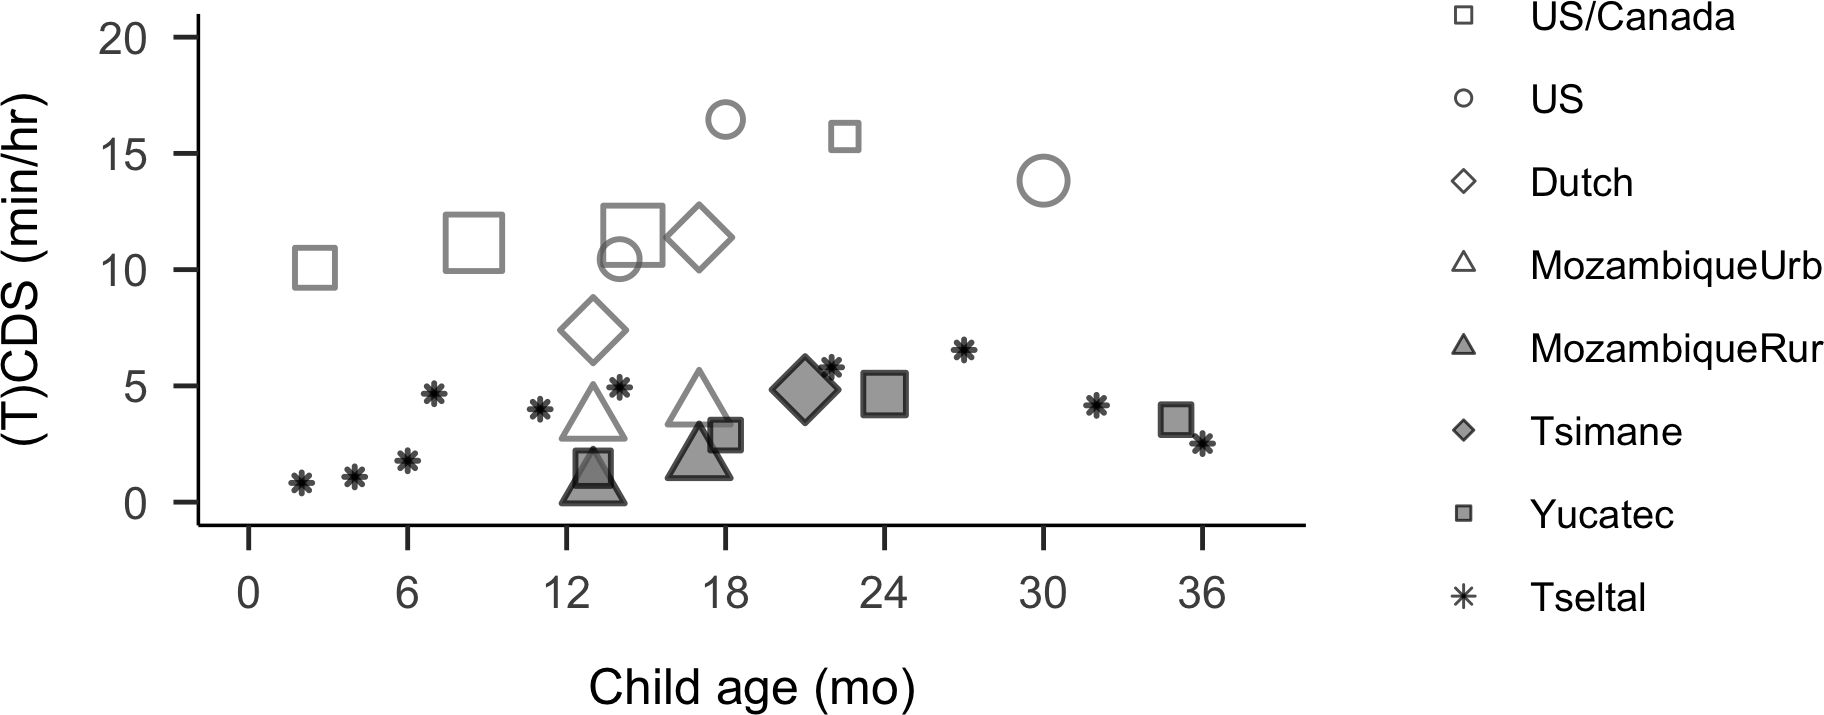 (T)CDS (min/hr)
20
15
10
5
0
0 6 12 18 24 30 36
Child age (mo)
US/Canada
US
Dutch
MozambiqueUrb
MozambiqueRur
Tsimane
Yucatec
Tseltal